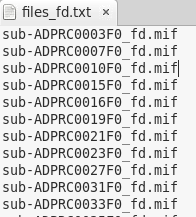 files_fd.txt ×
sub-ADPRC0003F0_fd.mif
sub-ADPRC0007F0_fd.mif
sub-ADPRC0010F0_fd.mif
sub-ADPRC0015F0_fd.mif
sub-ADPRC0016F0_fd.mif
sub-ADPRC0019F0_fd.mif
sub-ADPRC0021F0_fd.mif
sub-ADPRC0023F0_fd.mif
sub-ADPRC0027F0_fd.mif
sub-ADPRC0031F0_fd.mif
sub-ADPRC0033F0_fd.mif